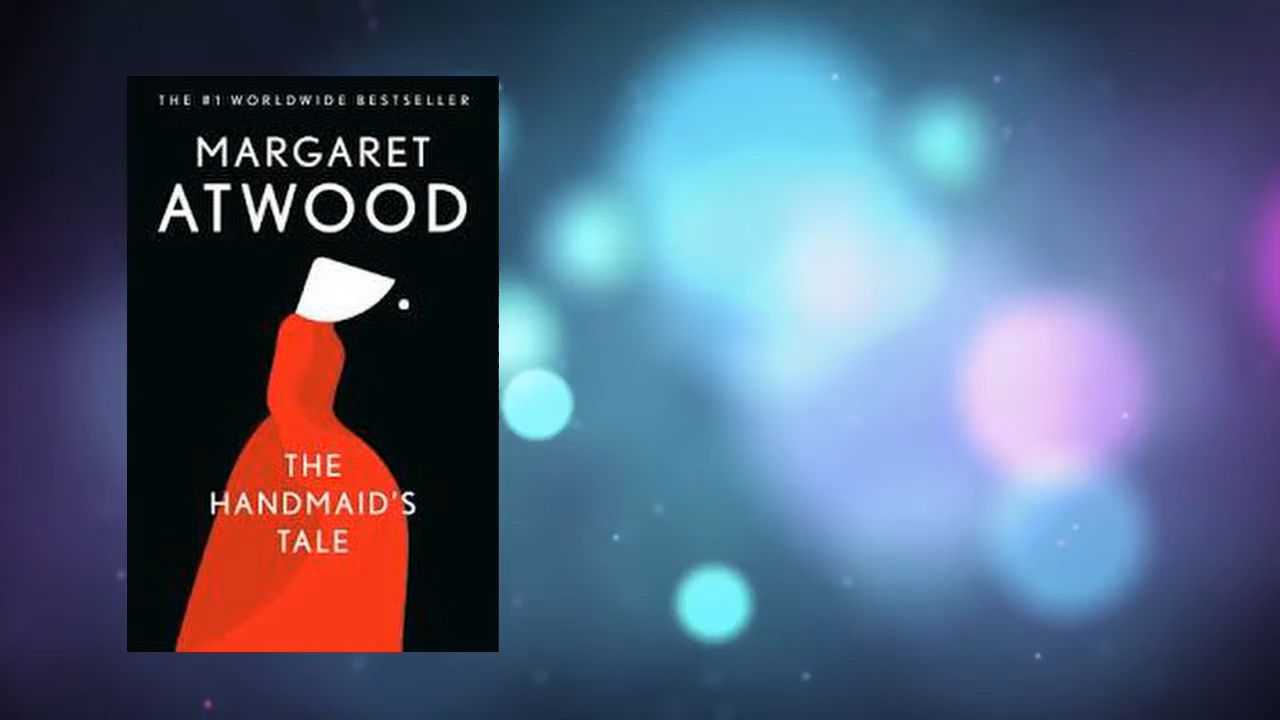 THE #1 WORLDWIDE BESTSELLER
MARGARET
ATWOOD
THE
HANDMAID'S
TALE